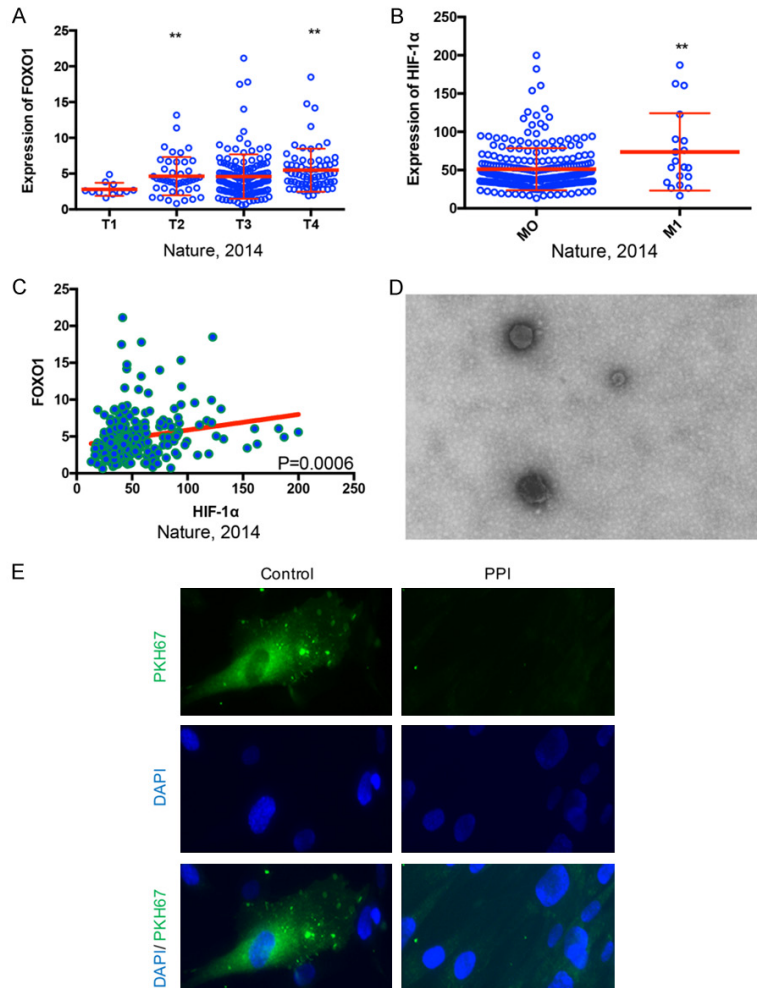 A
Expression of FOXO1
25
20
15
10
5
0
**
**
T1 T2 T3 T4
Nature, 2014
B
Expression of HIF-1α
250
200
150
100
50
0
**
MO M1
Nature, 2014
C
FOXO1
25
20
15
10
5
0
P=0.0006
0 50 100 150 200 250
HIF-1α
Nature, 2014
D
E
Control PPI
PKH67
DAPI
DAPI/ PKH67